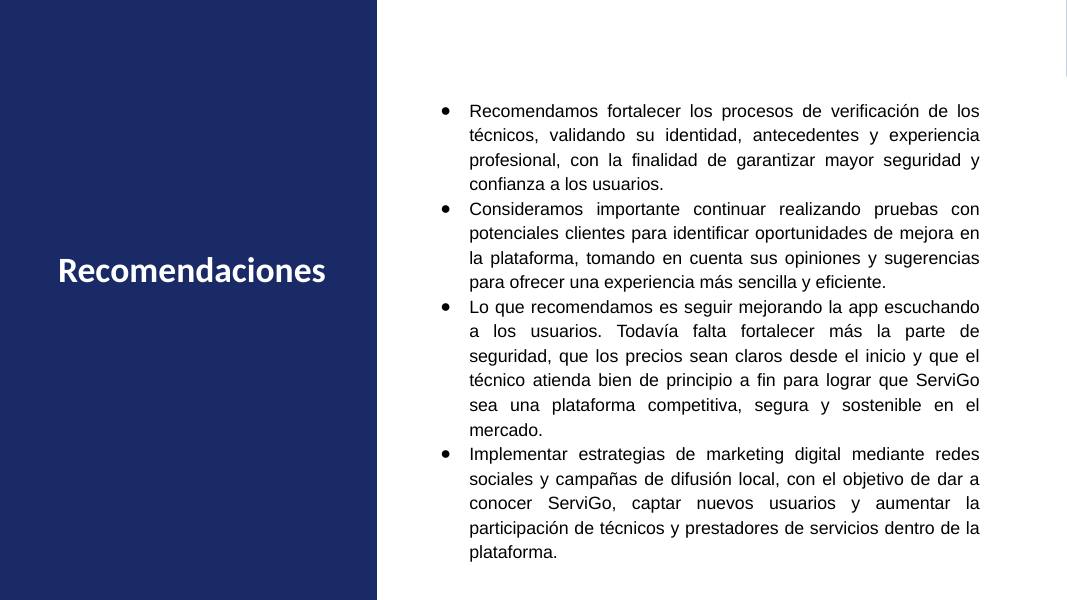 Recomendaciones
● Recomendamos fortalecer los procesos de verificación de los
técnicos, validando su identidad, antecedentes y experiencia
profesional, con la finalidad de garantizar mayor seguridad y
confianza a los usuarios.
● Consideramos importante continuar realizando pruebas con
potenciales clientes para identificar oportunidades de mejora en
la plataforma, tomando en cuenta sus opiniones y sugerencias
para ofrecer una experiencia más sencilla y eficiente.
● Lo que recomendamos es seguir mejorando la app escuchando
a los usuarios. Todavía falta fortalecer más la parte de
seguridad, que los precios sean claros desde el inicio y que el
técnico atienda bien de principio a fin para lograr que ServiGo
sea una plataforma competitiva, segura y sostenible en el
mercado.
● Implementar estrategias de marketing digital mediante redes
sociales y campañas de difusión local, con el objetivo de dar a
conocer ServiGo, captar nuevos usuarios y aumentar la
participación de técnicos y prestadores de servicios dentro de la
plataforma.